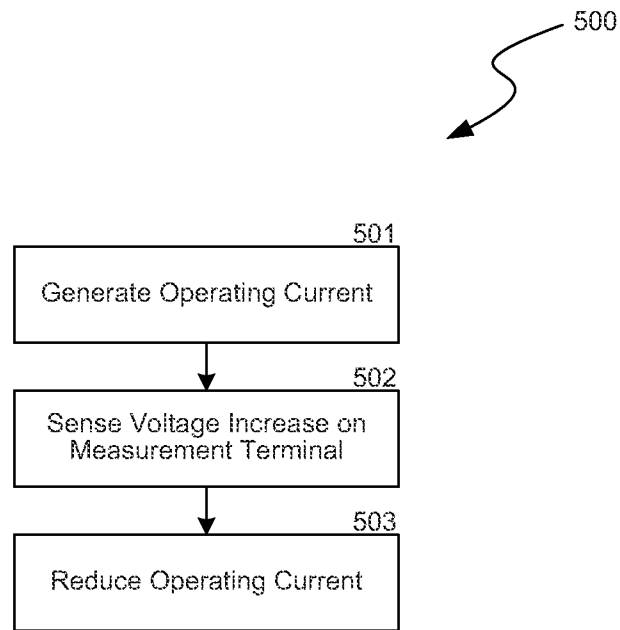 500
501
Generate Operating Current
502
Sense Voltage Increase on
Measurement Terminal
503
Reduce Operating Current